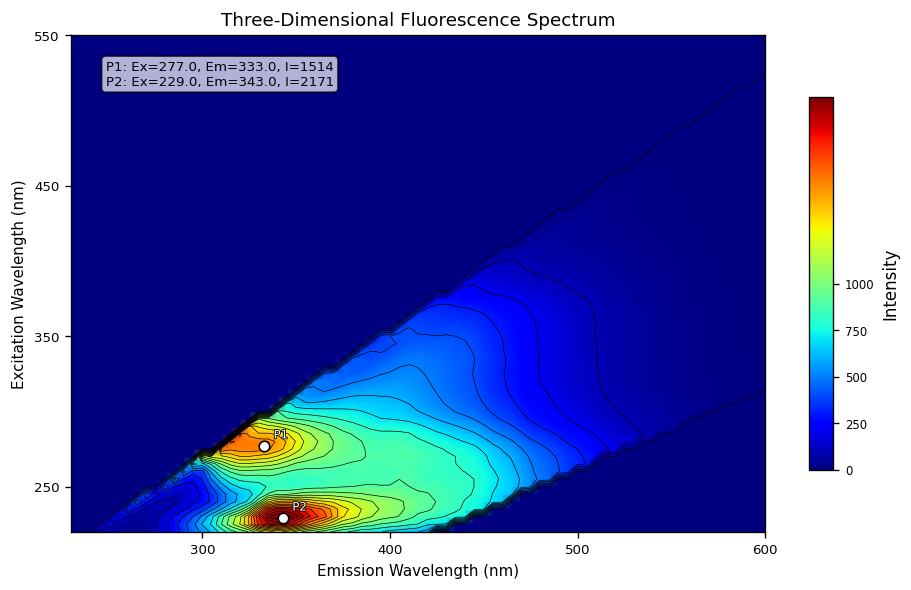 Three-Dimensional Fluorescence Spectrum
P1: Ex=277.0, Em=333.0, I=1514
P2: Ex=229.0, Em=343.0, I=2171
550
450
350
250
Excitation Wavelength (nm)
P1
P2
300 400 500 600
Emission Wavelength (nm)
1000
750
500
250
0
Intensity